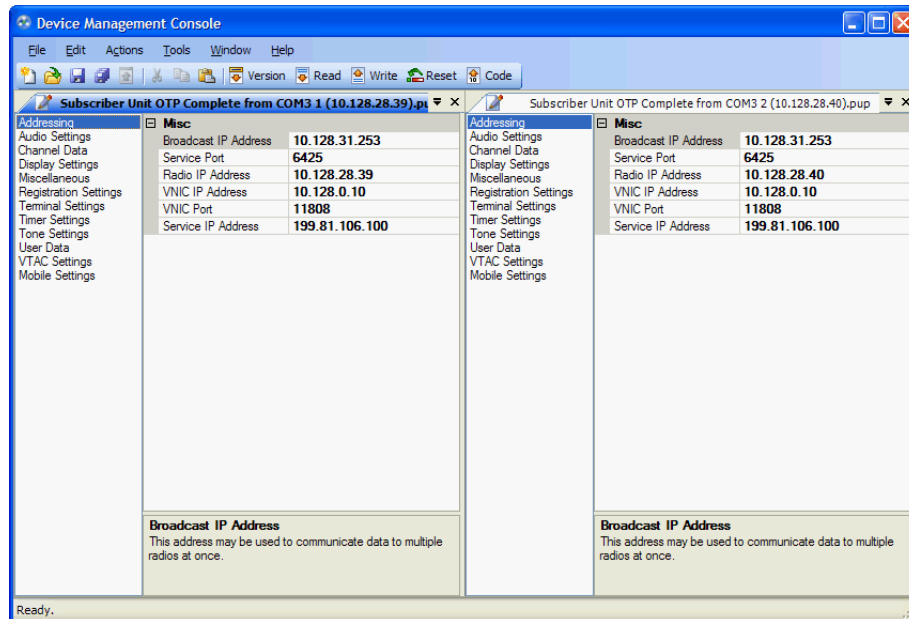 Device Management Console
File Edit Actions Tools Window Help
Version Read Write Reset Code
Subscriber Unit OTP Complete from COM3 1 (10.128.28.39).pu
Addressing
Audio Settings
Channel Data
Display Settings
Miscellaneous
Registration Settings
Terminal Settings
Timer Settings
Tone Settings
User Data
VTAC Settings
Mobile Settings
Misc
Broadcast IP Address 10.128.31.253
Service Port 6425
Radio IP Address 10.128.28.39
VNIC IP Address 10.128.0.10
VNIC Port 11808
Service IP Address 199.81.106.100
Broadcast IP Address
This address may be used to communicate data to multiple
radios at once.
Subscriber Unit OTP Complete from COM3 2 (10.128.28.40).pup
Addressing
Audio Settings
Channel Data
Display Settings
Miscellaneous
Registration Settings
Terminal Settings
Timer Settings
Tone Settings
User Data
VTAC Settings
Mobile Settings
Misc
Broadcast IP Address 10.128.31.253
Service Port 6425
Radio IP Address 10.128.28.40
VNIC IP Address 10.128.0.10
VNIC Port 11808
Service IP Address 199.81.106.100
Broadcast IP Address
This address may be used to communicate data to multiple
radios at once.
Ready.